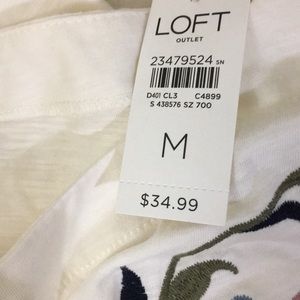 LOFT
OUTLET
23479524 SN
D401 CL3 C4899
S 438576 SZ 700
M
$34.99